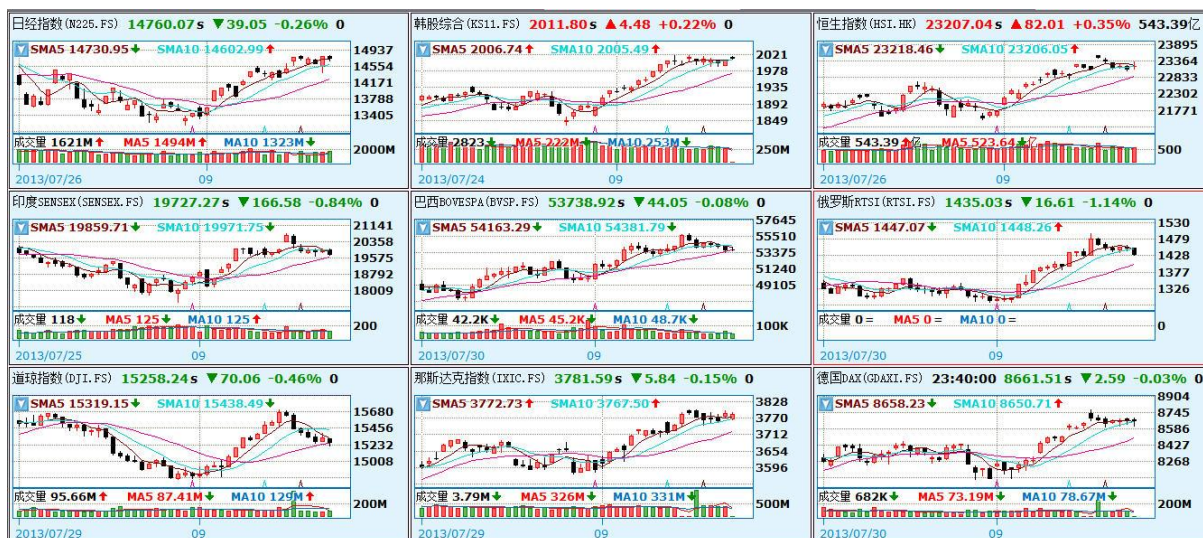 日经指数(N225.FS) 14760.07s ▼39.05 -0.26% 0
SMA5 14730.95↓ SMA10 14602.99↑
14937
14554
14171
13788
13405
成交量 1621M↑ MA5 1494M↑ MA10 1323M↓
2000M
2013/07/26 09
韩股综合(KS11.FS) 2011.80s ▲4.48 +0.22% 0
SMA5 2006.74↑ SMA10 2005.49↑
2021
1978
1935
1892
1849
成交量 2823↓ MA5 222M↓ MA10 253M↓
250M
2013/07/24 09
恒生指数(HSI.HK) 23207.04s ▲82.01 +0.35% 543.39亿
SMA5 23218.46↓ SMA10 23206.05↑
23895
23364
22833
22302
21771
成交量 543.39↑亿 MA5 523.64↓亿
500
2013/07/26 09
印度SENSEX(SENSEX.FS) 19727.27s ▼166.58 -0.84% 0
SMA5 19859.71↓ SMA10 19971.75↓
21141
20358
19575
18792
18009
成交量 118↓ MA5 125↓ MA10 125↑
200
2013/07/25 09
巴西BOVESPA(BVSP.FS) 53738.92s ▼44.05 -0.08% 0
SMA5 54163.29↓ SMA10 54381.79↓
57645
55510
53375
51240
49105
成交量 42.2K↓ MA5 45.2K↓ MA10 48.7K↓
100K
2013/07/30 09
俄罗斯RTSI(RTSI.FS) 1435.03s ▼16.61 -1.14% 0
SMA5 1447.07↓ SMA10 1448.26↑
1530
1479
1428
1377
1326
成交量 0= MA5 0= MA10 0=
0
2013/07/30 09
道琼指数(DJI.FS) 15258.24s ▼70.06 -0.46% 0
SMA5 15319.15↓ SMA10 15438.49↓
15680
15456
15232
15008
成交量 95.66M↑ MA5 87.41M↓ MA10 129M↑
200M
2013/07/29 09
那斯达克指数(IXIC.FS) 3781.59s ▼5.84 -0.15% 0
SMA5 3772.73↑ SMA10 3767.50↑
3828
3770
3712
3654
3596
成交量 3.79M↓ MA5 326M↓ MA10 331M↓
500M
2013/07/29 09
德国DAX(GDAXI.FS) 23:40:00 8661.51s ▼2.59 -0.03% 0
SMA5 8658.23↓ SMA10 8650.71↑
8904
8745
8586
8427
8268
成交量 682K↓ MA5 73.19M↓ MA10 78.67M↓
200M
2013/07/30 09